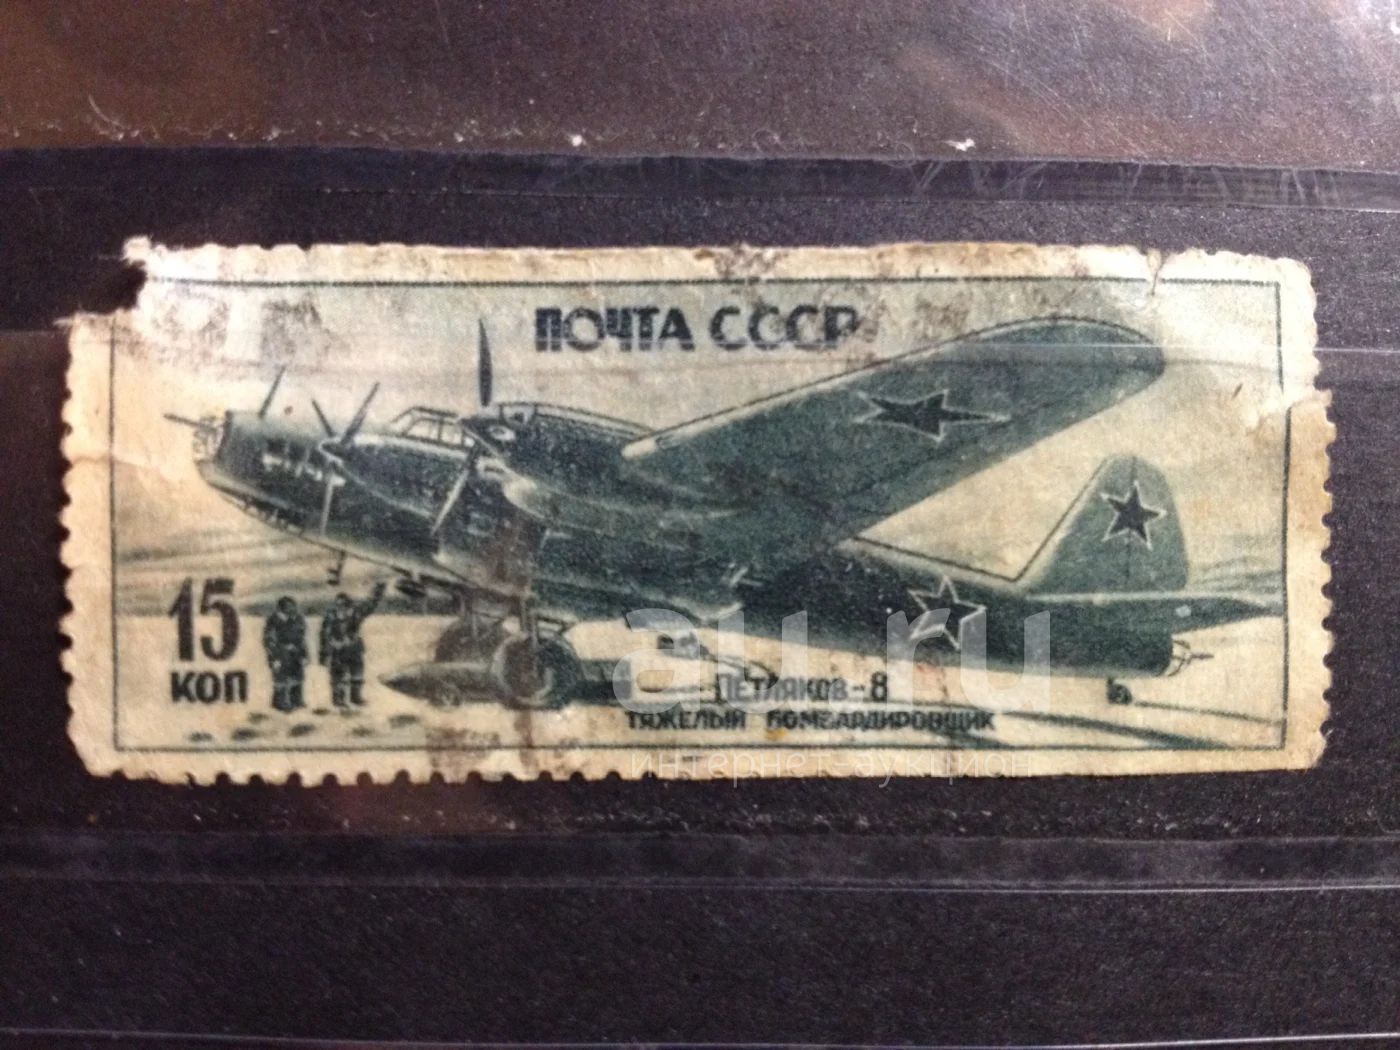 ПОЧТА СССР
15
КОП
ПЕТЛЯКОВ-8
ТЯЖЕЛЫЙ БОМБАРДИРОВЩИК
au.ru
интернет-аукцион